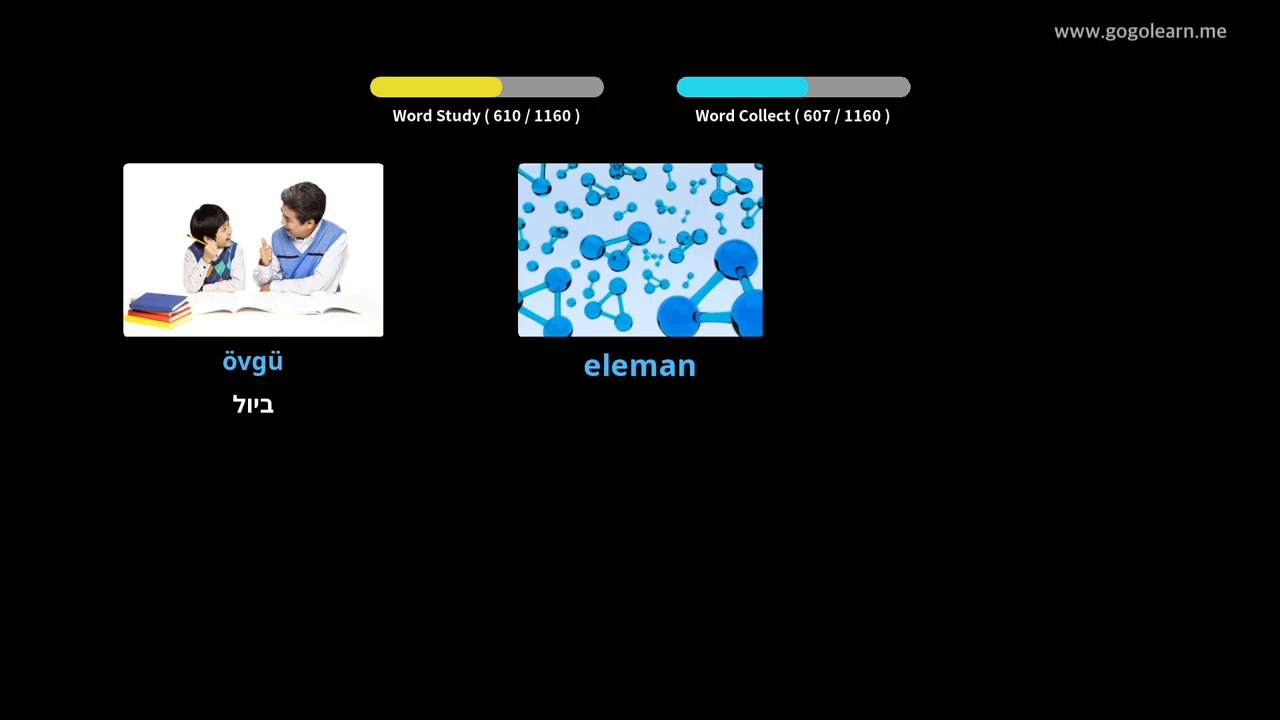 www.gogolearn.me
Word Study ( 610 / 1160 )
Word Collect ( 607 / 1160 )
övgü
eleman
ביול